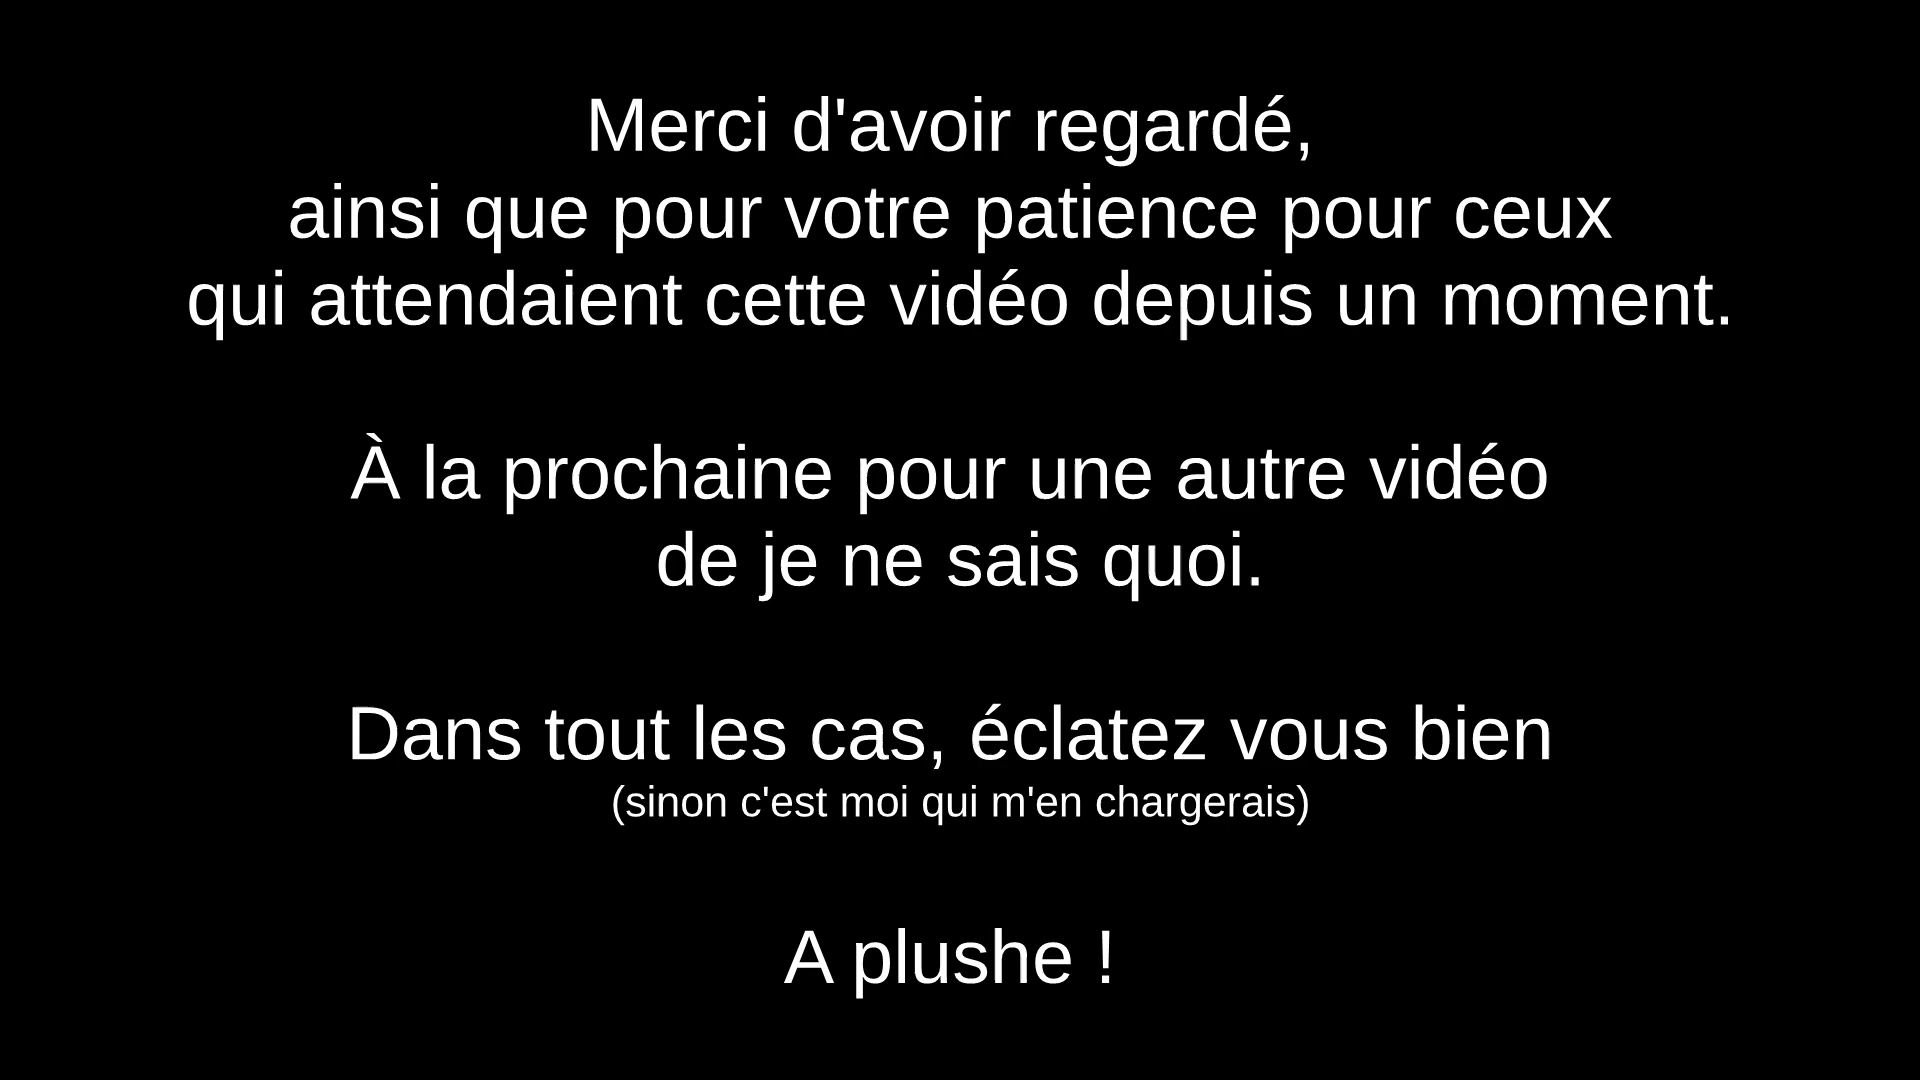 Merci d'avoir regardé,
ainsi que pour votre patience pour ceux
qui attendaient cette vidéo depuis un moment.
À la prochaine pour une autre vidéo
de je ne sais quoi.
Dans tout les cas, éclatez vous bien
(sinon c'est moi qui m'en chargerais)
A plushe !